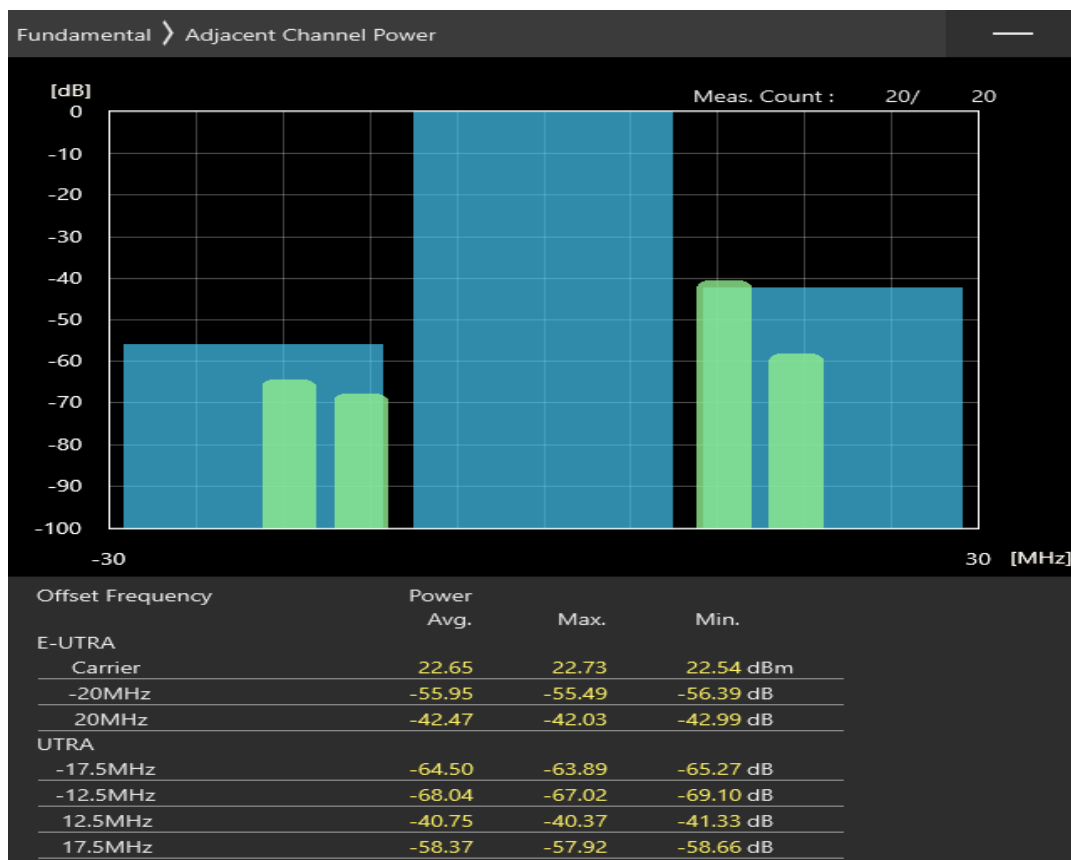 Fundamental ❯ Adjacent Channel Power
[dB]
Meas. Count : 20/ 20
0
-10
-20
-30
-40
-50
-60
-70
-80
-90
-100
-30 30 [MHz]
Offset Frequency Power
Avg. Max. Min.
E-UTRA
Carrier 22.65 22.73 22.54 dBm
-20MHz -55.95 -55.49 -56.39 dB
20MHz -42.47 -42.03 -42.99 dB
UTRA
-17.5MHz -64.50 -63.89 -65.27 dB
-12.5MHz -68.04 -67.02 -69.10 dB
12.5MHz -40.75 -40.37 -41.33 dB
17.5MHz -58.37 -57.92 -58.66 dB